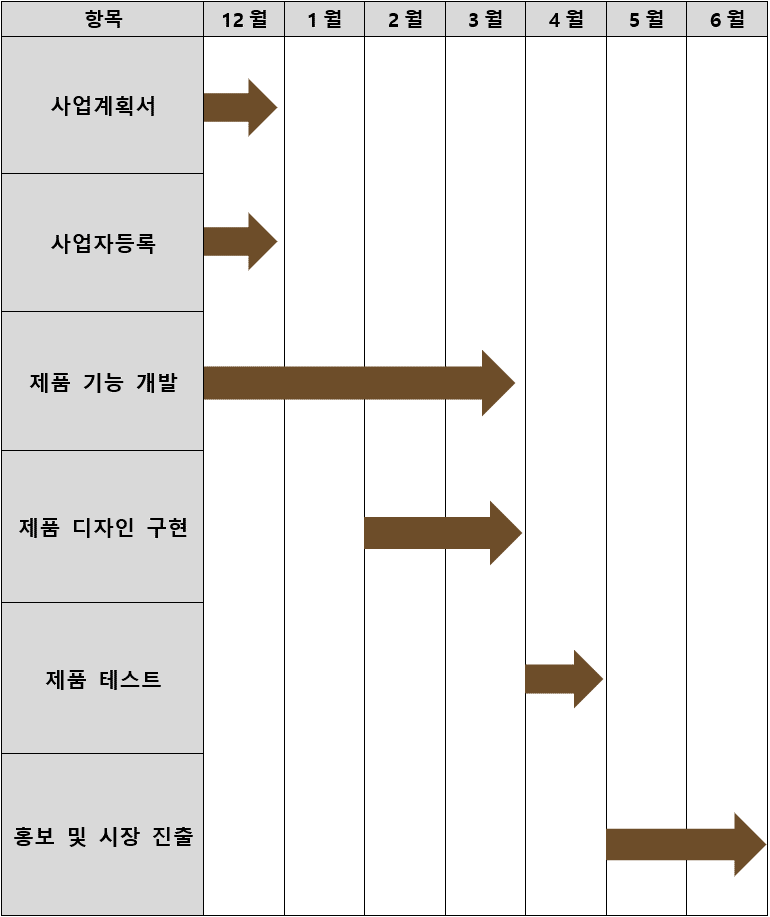 항목 12월 1월 2월 3월 4월 5월 6월
사업계획서
사업자등록
제품 기능 개발
제품 디자인 구현
제품 테스트
홍보 및 시장 진출